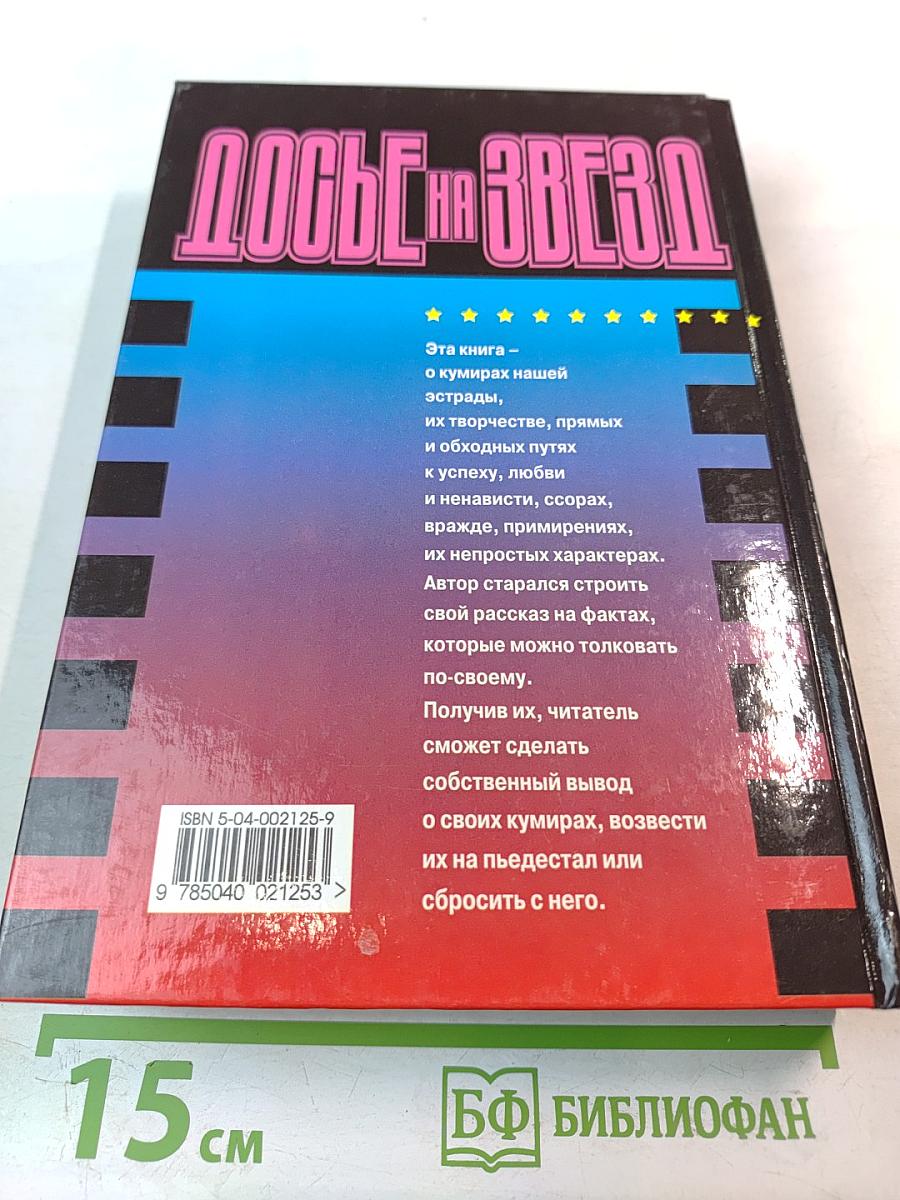 ДОСЬЕ НА ЗВЕЗД
Эта книга –
о кумирах нашей
эстрады,
их творчестве, прямых
и обходных путях
к успеху, любви
и ненависти, ссорах,
вражде, примирениях,
их непростых характерах.
Автор старался строить
свой рассказ на фактах,
которые можно толковать
по-своему.
Получив их, читатель
сможет сделать
собственный вывод
о своих кумирах, возвести
их на пьедестал или
сбросить с него.
ISBN 5-04-002125-9
9 785040 021253 >
15 см
БФ БИБЛИОФАН